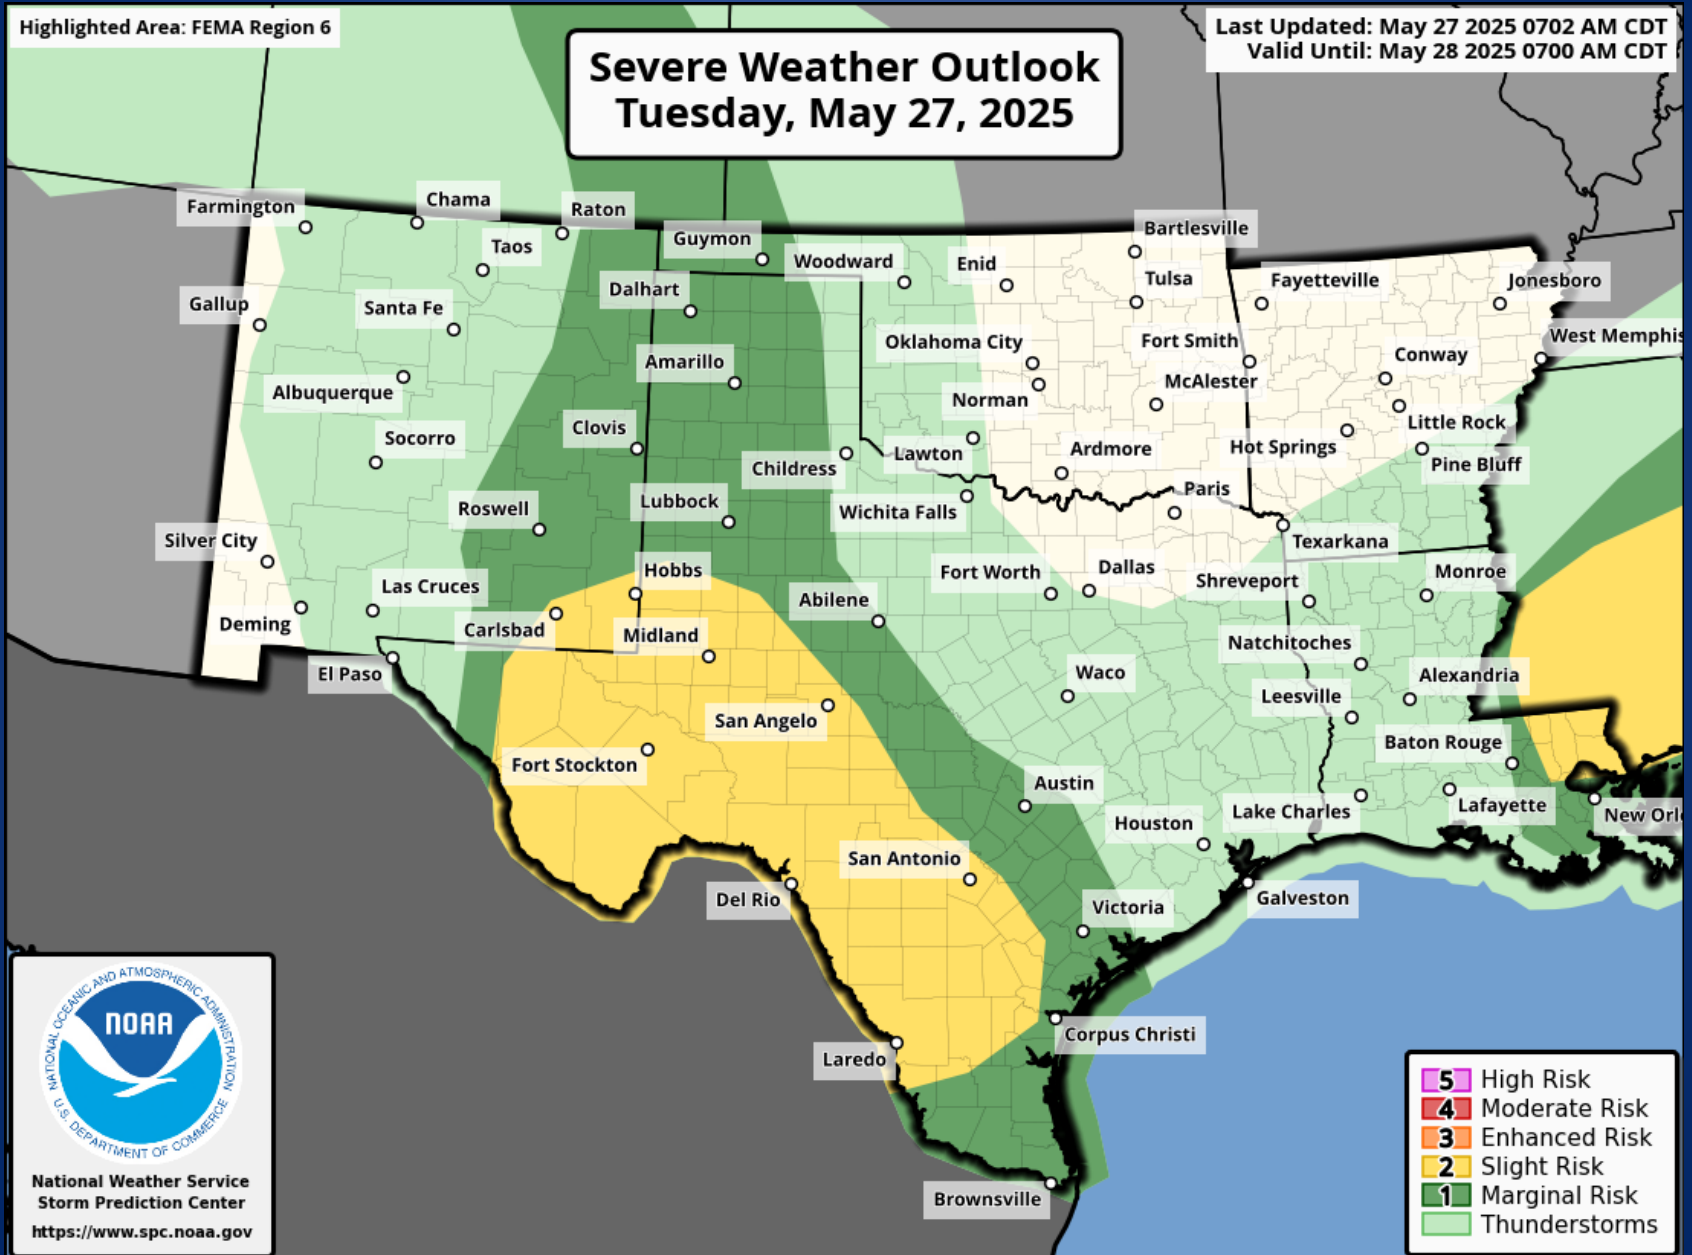 Highlighted Area: FEMA Region 6
Severe Weather Outlook
Tuesday, May 27, 2025
Last Updated: May 27 2025 0702 AM CDT
Valid Until: May 28 2025 0700 AM CDT
Farmington
Chama
Raton
Taos
Guymon
Woodward
Enid
Bartlesville
Tulsa
Fayetteville
Jonesboro
Gallup
Santa Fe
Dalhart
Oklahoma City
Fort Smith
West Memphis
Albuquerque
Amarillo
Norman
McAlester
Conway
Socorro
Clovis
Childress
Lawton
Ardmore
Hot Springs
Little Rock
Pine Bluff
Roswell
Lubbock
Wichita Falls
Paris
Silver City
Texarkana
Las Cruces
Hobbs
Fort Worth
Dallas
Shreveport
Monroe
Deming
Carlsbad
Midland
Abilene
Natchitoches
El Paso
Waco
Leesville
Alexandria
San Angelo
Fort Stockton
Baton Rouge
Austin
Houston
Lake Charles
Lafayette
New Orl
San Antonio
Del Rio
Victoria
Galveston
Corpus Christi
Laredo
Brownsville
NATIONAL OCEANIC AND ATMOSPHERIC ADMINISTRATION
NOAA
U.S. DEPARTMENT OF COMMERCE
National Weather Service
Storm Prediction Center
https://www.spc.noaa.gov
5 High Risk
4 Moderate Risk
3 Enhanced Risk
2 Slight Risk
1 Marginal Risk
Thunderstorms